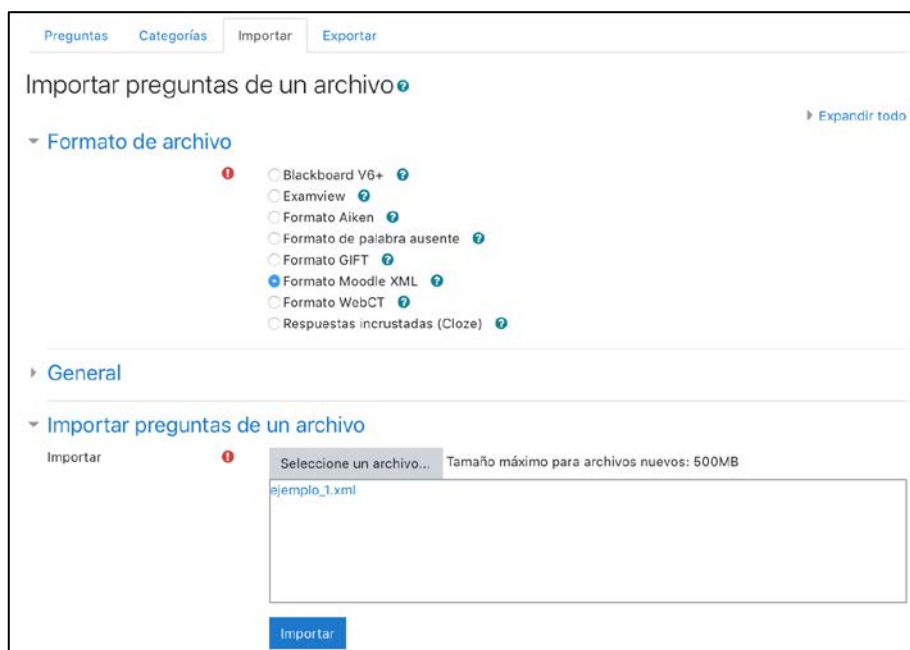 Preguntas Categorías Importar Exportar
Importar preguntas de un archivo
Expandir todo
Formato de archivo
Blackboard V6+
Examview
Formato Aiken
Formato de palabra ausente
Formato GIFT
Formato Moodle XML
Formato WebCT
Respuestas incrustadas (Cloze)
General
Importar preguntas de un archivo
Importar Seleccione un archivo... Tamaño máximo para archivos nuevos: 500MB
ejemplo_1.xml
Importar